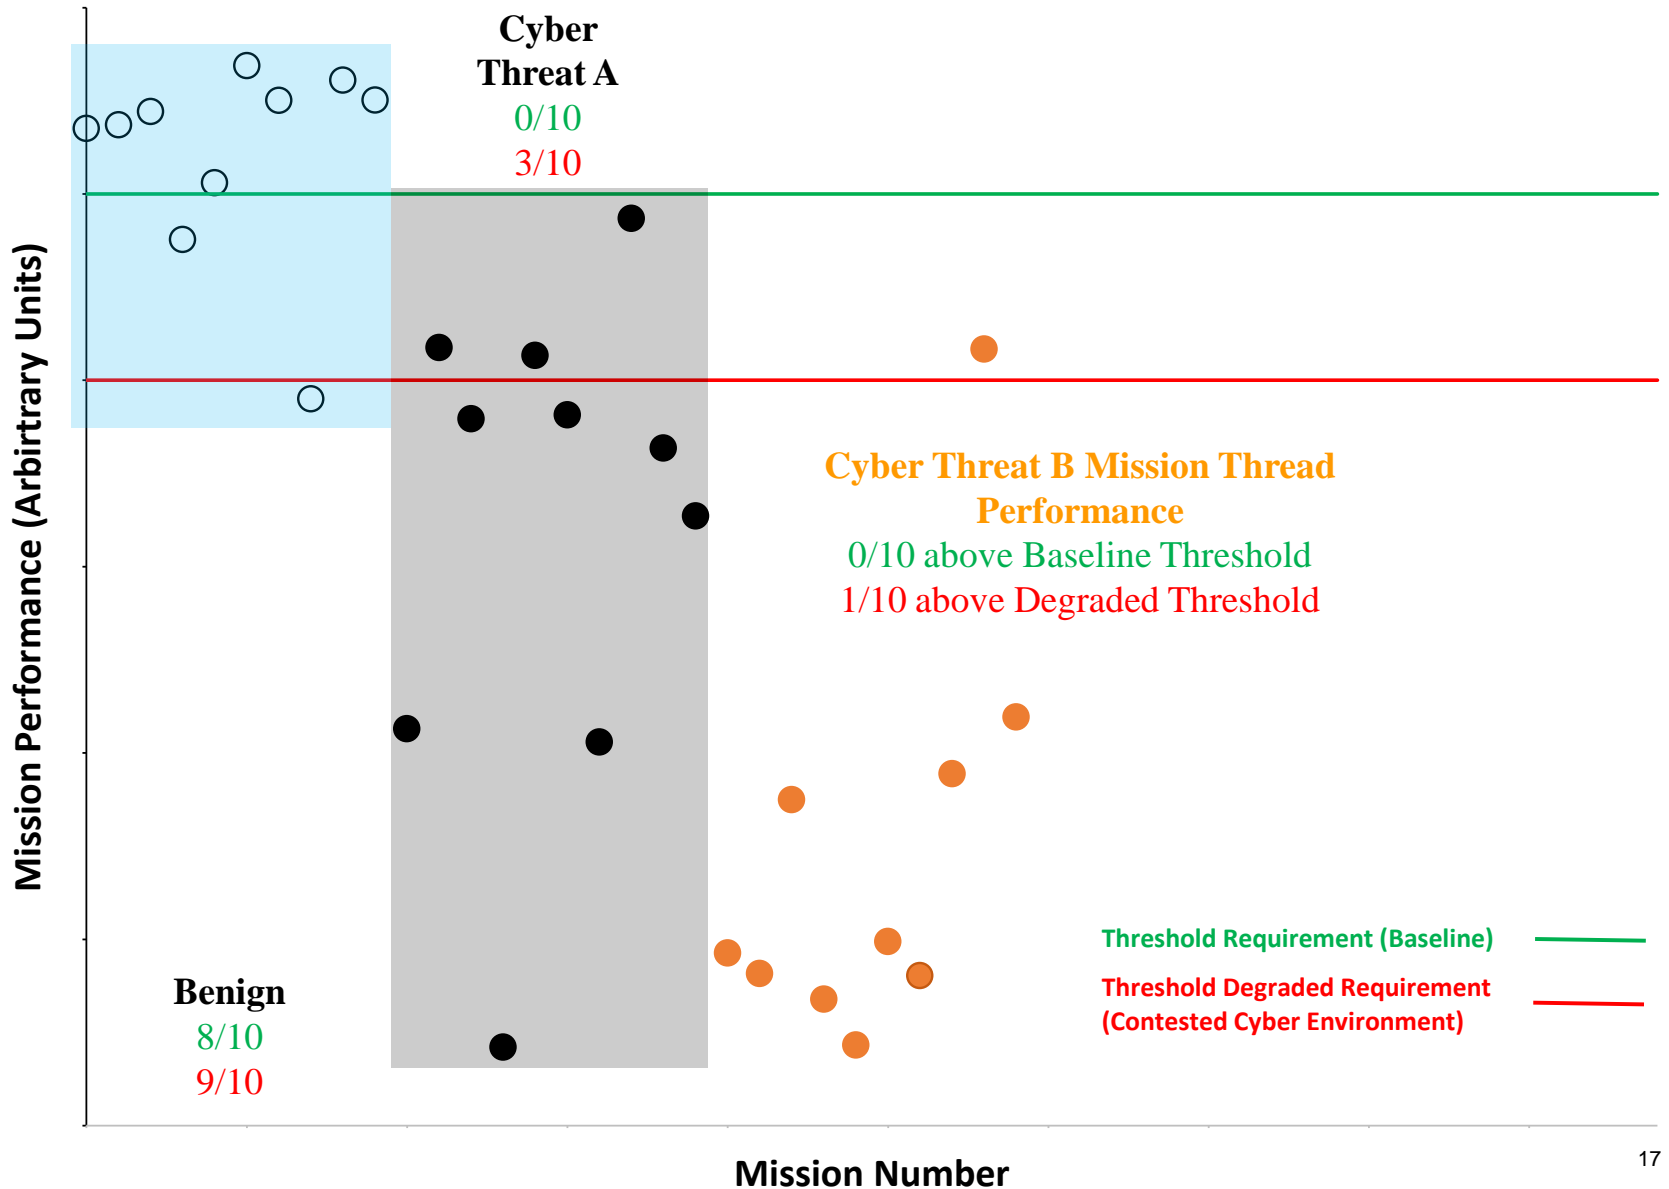 Cyber
Threat A
0/10
3/10
Mission Performance (Arbirtrary Units)
Cyber Threat B Mission Thread
Performance
0/10 above Baseline Threshold
1/10 above Degraded Threshold
Benign
8/10
9/10
Threshold Requirement (Baseline)
Threshold Degraded Requirement
(Contested Cyber Environment)
Mission Number
17